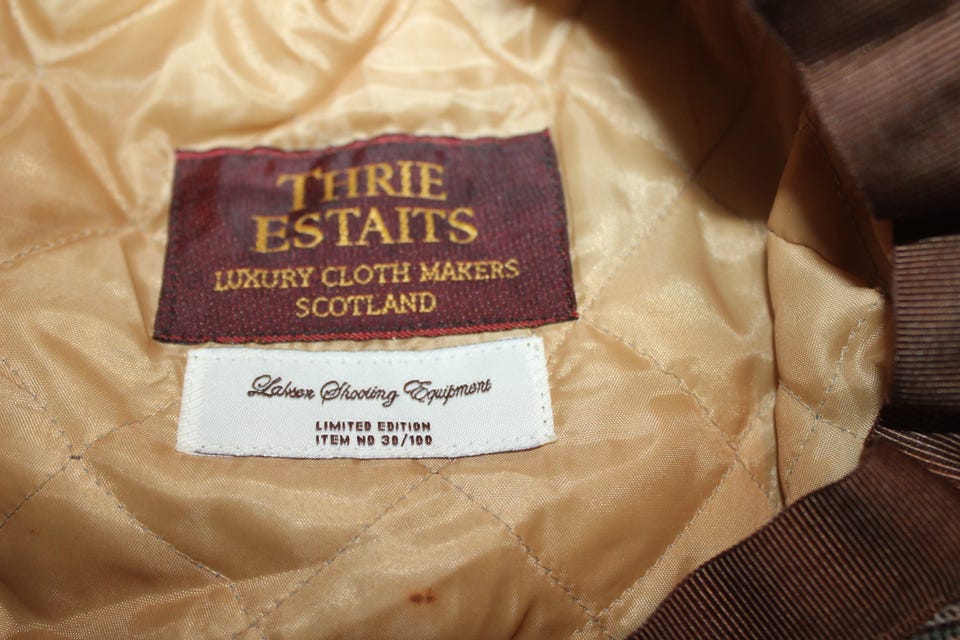 THRIE
ESTAITS
LUXURY CLOTH MAKERS
SCOTLAND
Laksen Shooting Equipment
LIMITED EDITION
ITEM NO 30/100